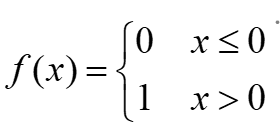 f(x) = { 0 x ≤ 0
1 x > 0